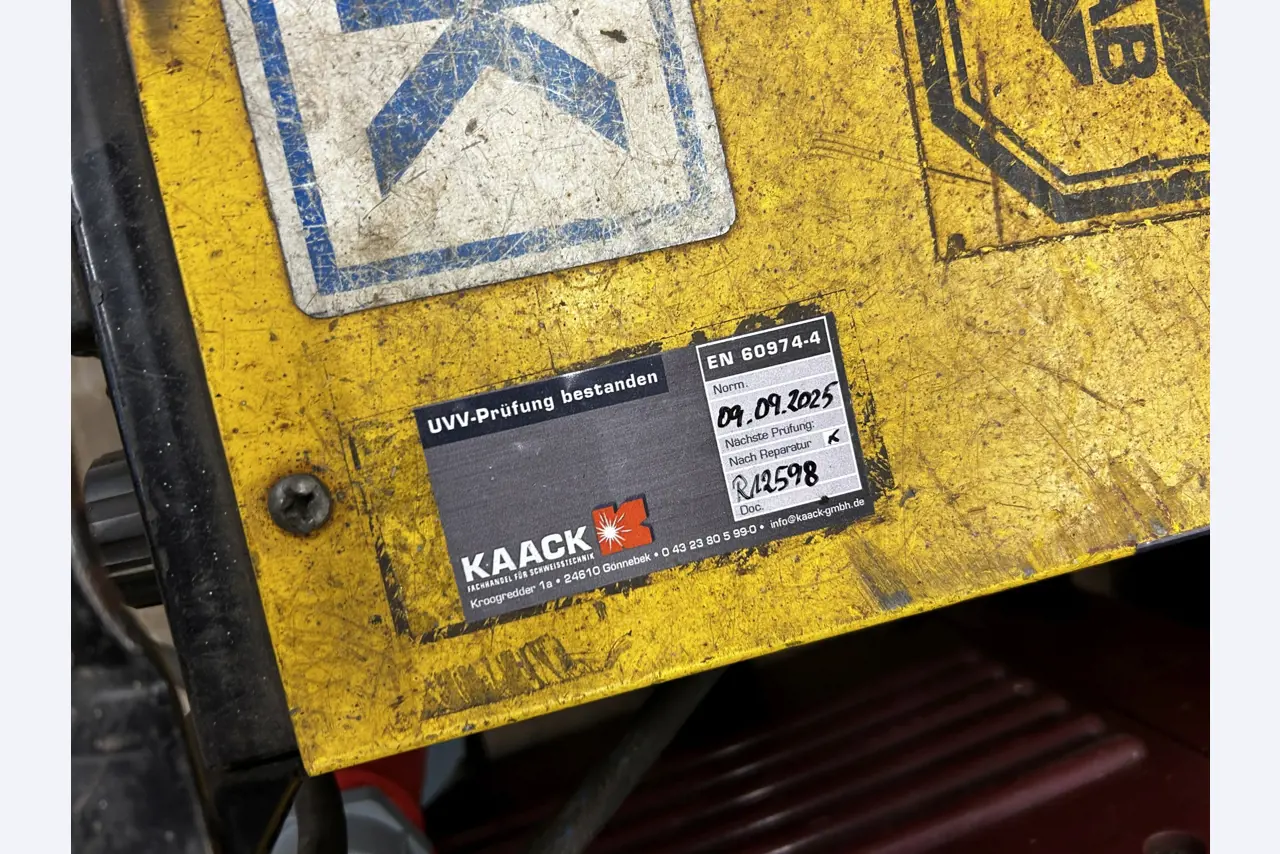 AB
UVV-Prüfung bestanden
EN 60974-4
Norm.
09.09.2025
Nächste Prüfung:
Nach Reparatur x
R12598
Doc.
KAACK
FACHHANDEL FÜR SCHWEISSTECHNIK
Kroogredder 1a • 24610 Gönnebek • 0 43 23 80 5 99-0 • info@kaack-gmbh.de